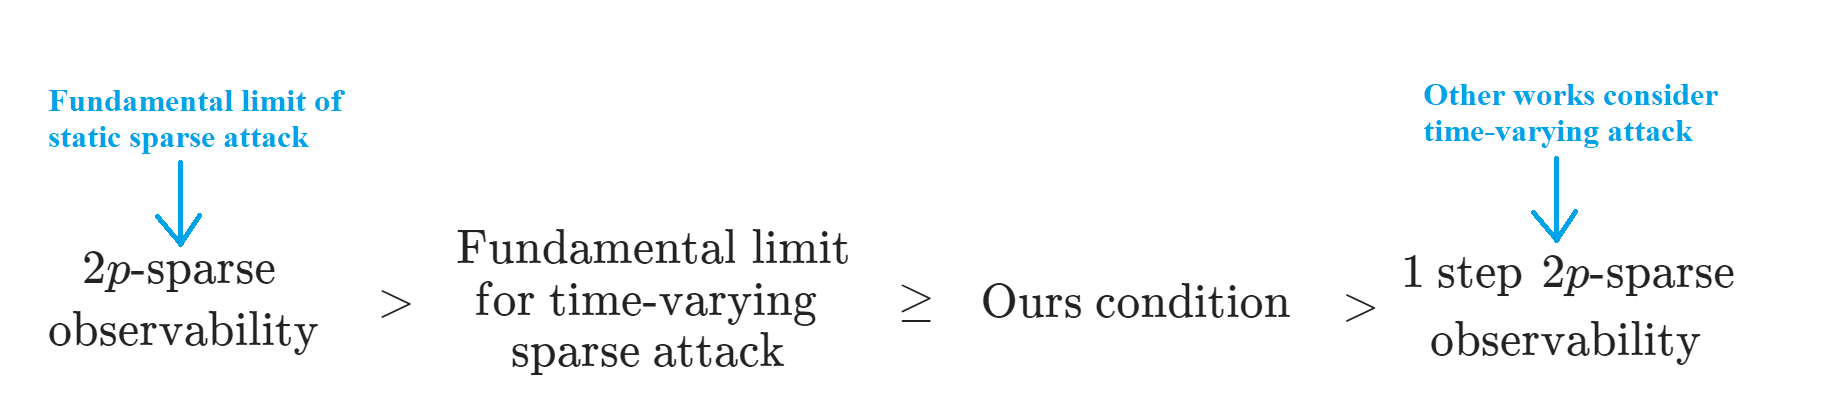 Fundamental limit of
static sparse attack
Other works consider
time-varying attack
2p-sparse
observability
>
Fundamental limit
for time-varying
sparse attack
≥
Ours condition
>
1 step 2p-sparse
observability